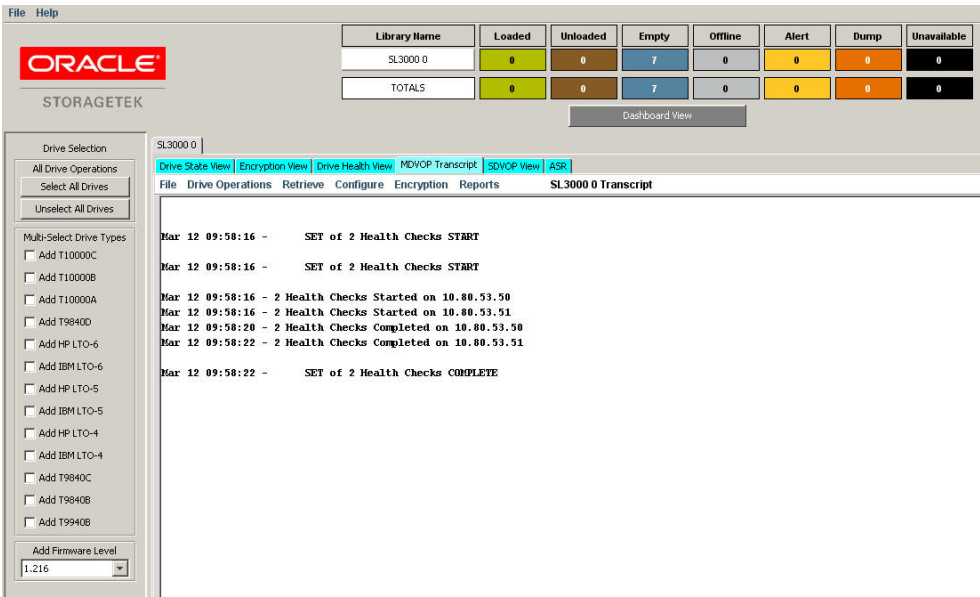 File Help
Library Name Loaded Unloaded Empty Offline Alert Dump Unavailable
SL3000 0 0 0 7 0 0 0 0
TOTALS 0 0 7 0 0 0 0
Dashboard View
ORACLE
STORAGETEK
Drive Selection
All Drive Operations
Select All Drives
Unselect All Drives
Multi-Select Drive Types
Add T10000C
Add T10000B
Add T10000A
Add T9840D
Add HP LTO-6
Add IBM LTO-6
Add HP LTO-5
Add IBM LTO-5
Add HP LTO-4
Add IBM LTO-4
Add T9840C
Add T9840B
Add T9940B
Add Firmware Level
1.216
SL3000 0
Drive State View Encryption View Drive Health View MDVOP Transcript SDVOP View ASR
File Drive Operations Retrieve Configure Encryption Reports SL3000 0 Transcript
Mar 12 09:58:16 - SET of 2 Health Checks START
Mar 12 09:58:16 - SET of 2 Health Checks START
Mar 12 09:58:16 - 2 Health Checks Started on 10.80.53.50
Mar 12 09:58:16 - 2 Health Checks Started on 10.80.53.51
Mar 12 09:58:20 - 2 Health Checks Completed on 10.80.53.50
Mar 12 09:58:22 - 2 Health Checks Completed on 10.80.53.51
Mar 12 09:58:22 - SET of 2 Health Checks COMPLETE